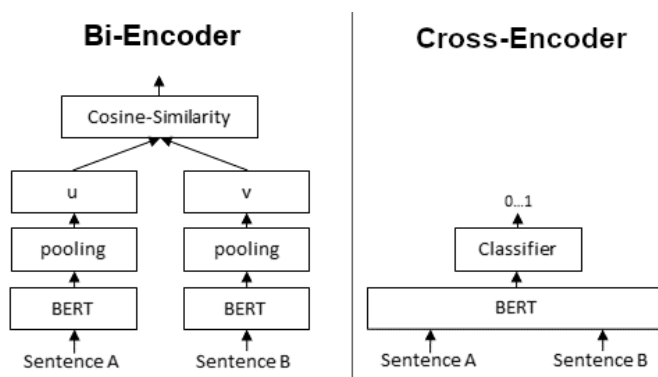 Bi-Encoder
Cosine-Similarity
u
v
pooling
pooling
BERT
BERT
Sentence A
Sentence B
Cross-Encoder
0...1
Classifier
BERT
Sentence A
Sentence B